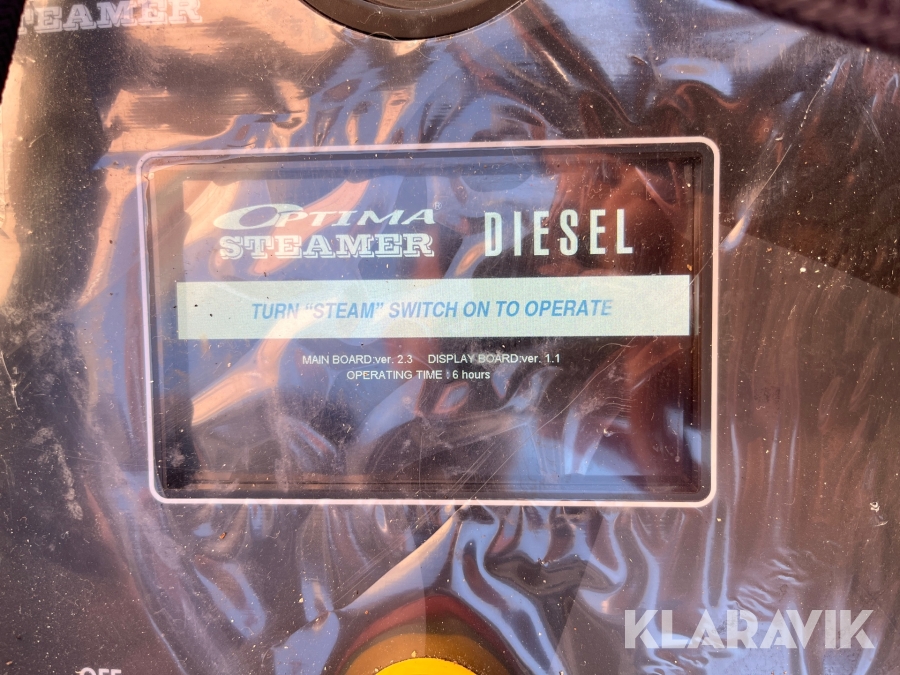 STEAMER
OPTIMA®
STEAMER
DIESEL
TURN “STEAM” SWITCH ON TO OPERATE
MAIN BOARD:ver. 2.3 DISPLAY BOARD:ver. 1.1
OPERATING TIME : 6 hours
KLARAVIK
OFF